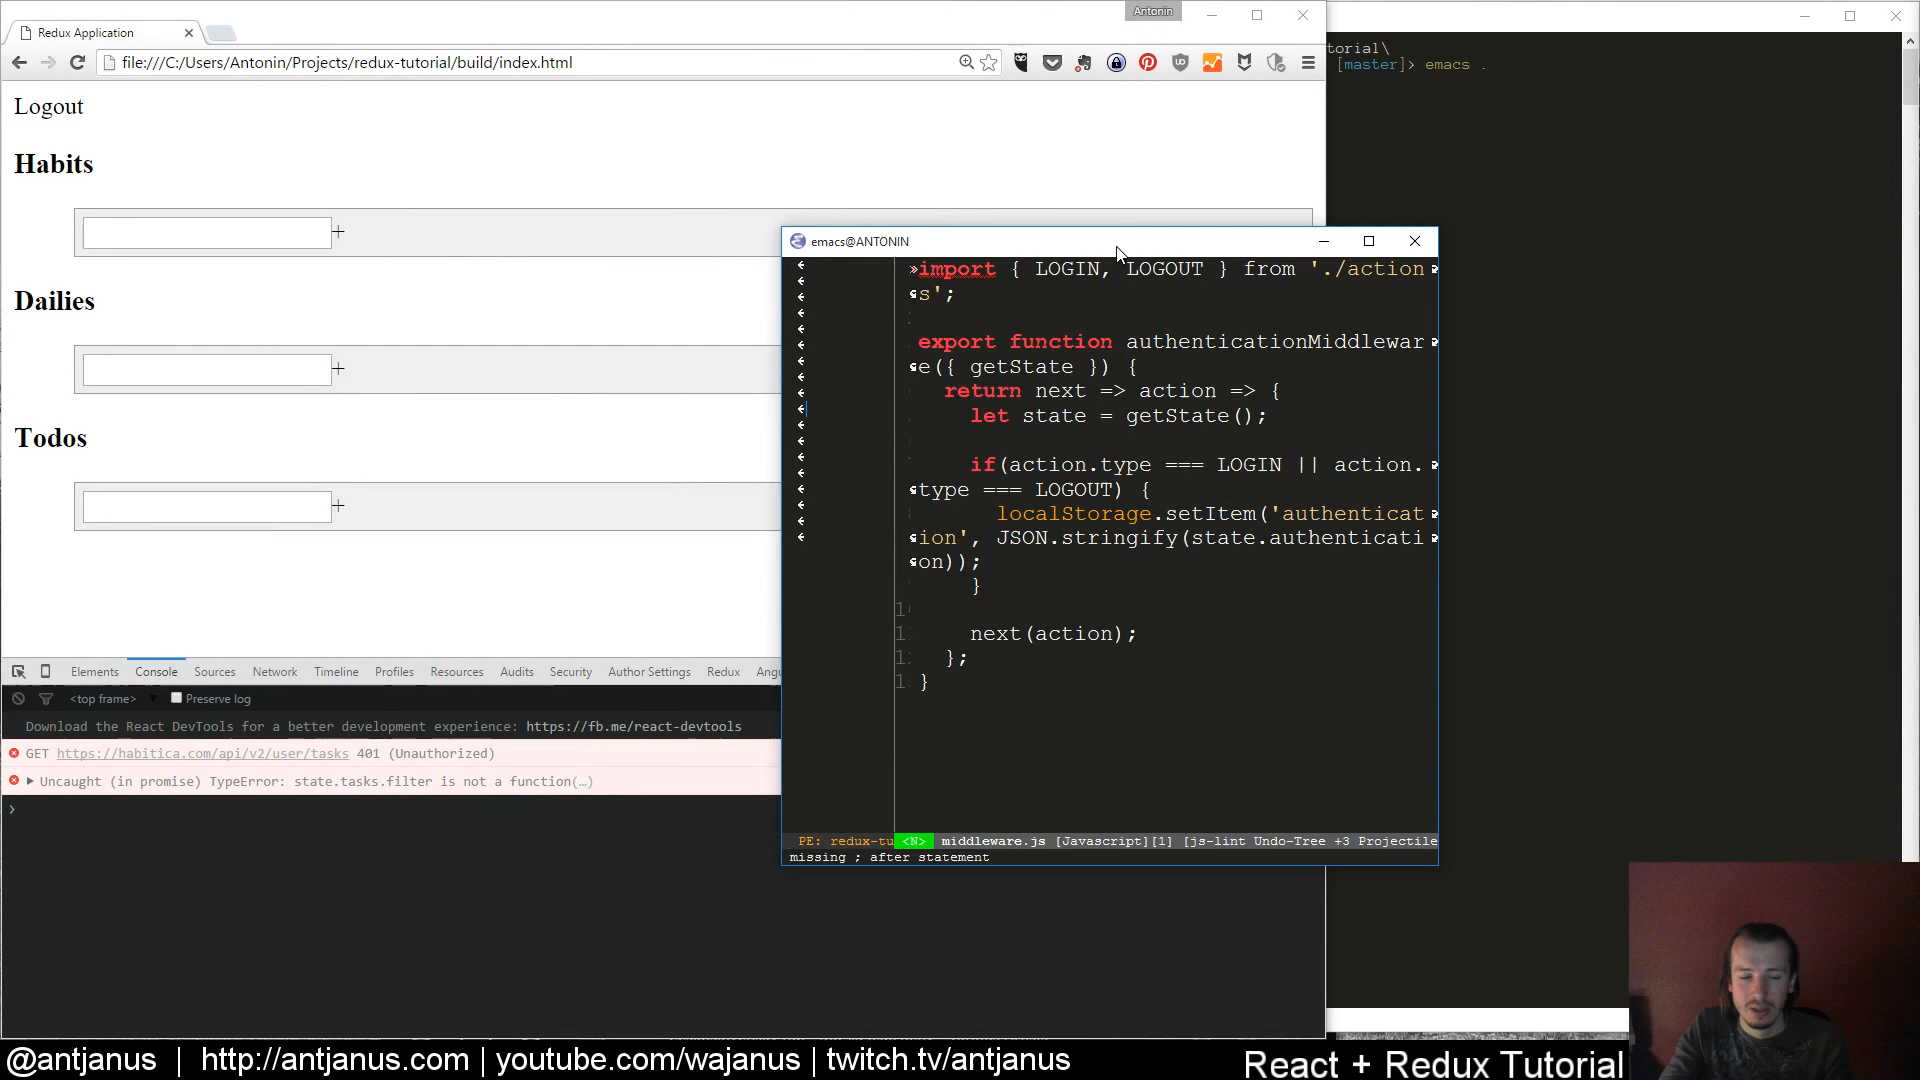 Antonin
Redux Application
file:///C:/Users/Antonin/Projects/redux-tutorial/build/index.html
torial\
[master]> emacs .
Logout
Habits
+
Dailies
+
Todos
+
emacs@ANTONIN
import { LOGIN, LOGOUT } from './action
s';
export function authenticationMiddlewar
e({ getState }) {
return next => action => {
let state = getState();
if(action.type === LOGIN || action.
type === LOGOUT) {
localStorage.setItem('authenticat
ion', JSON.stringify(state.authenticati
on));
}
next(action);
};
}
PE: redux-tu <N> middleware.js [Javascript][1] [js-lint Undo-Tree +3 Projectile
missing ; after statement
Elements Console Sources Network Timeline Profiles Resources Audits Security Author Settings Redux Ang
<top frame> Preserve log
Download the React DevTools for a better development experience: https://fb.me/react-devtools
GET https://habitica.com/api/v2/user/tasks 401 (Unauthorized)
Uncaught (in promise) TypeError: state.tasks.filter is not a function(…)
@antjanus | http://antjanus.com | youtube.com/wajanus | twitch.tv/antjanus
React + Redux Tutorial